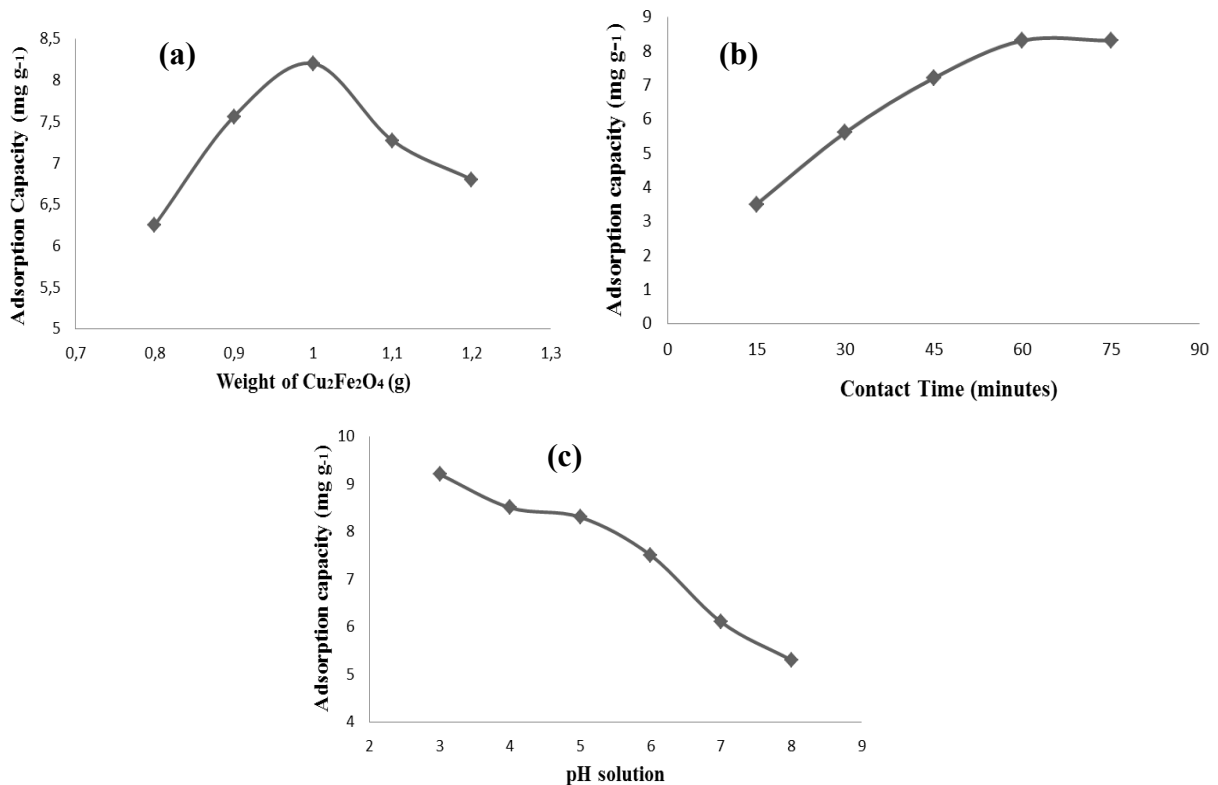 (a)
Adsorption Capacity (mg g-1)
8,5
8
7,5
7
6,5
6
5,5
5
0,7 0,8 0,9 1 1,1 1,2 1,3
Weight of Cu₂Fe₂O₄ (g)
(b)
Adsorption capacity (mg g-1)
9
8
7
6
5
4
3
2
1
0
0 15 30 45 60 75 90
Contact Time (minutes)
(c)
Adsorption capacity (mg g-1)
10
9
8
7
6
5
4
2 3 4 5 6 7 8 9
pH solution